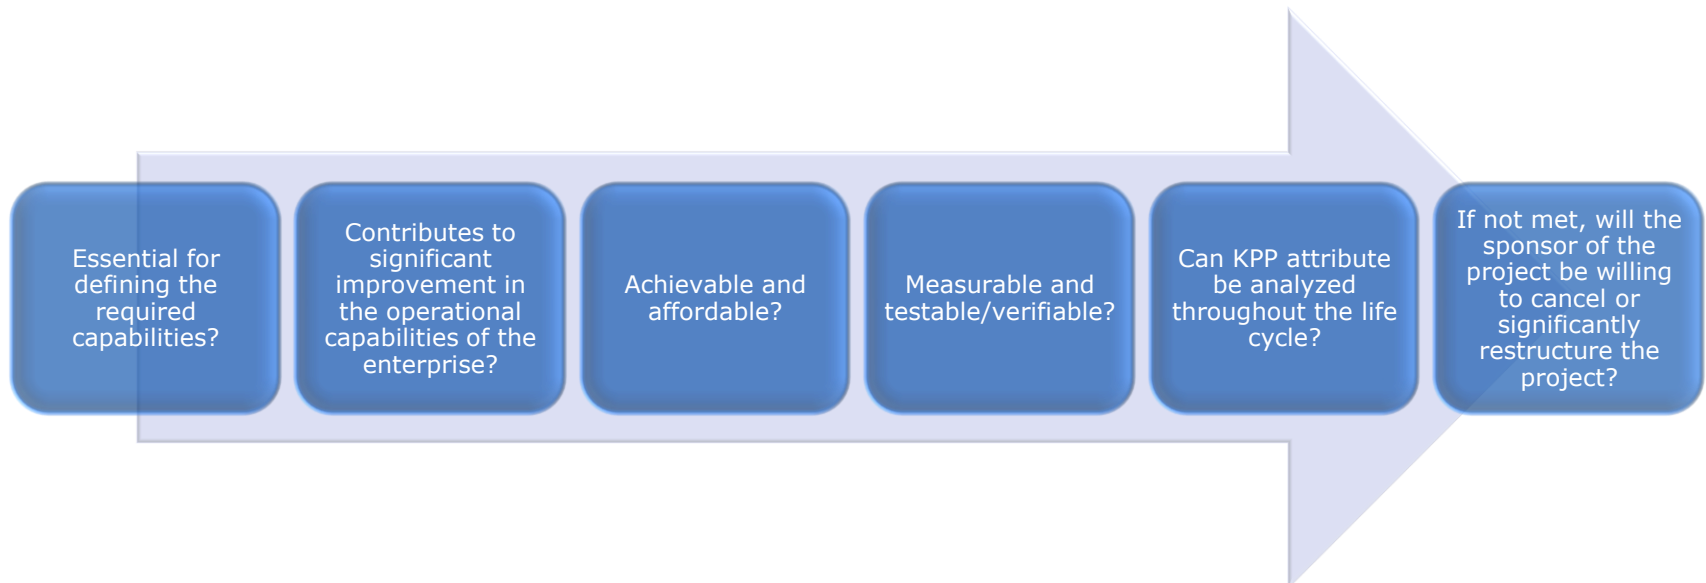 Essential for
defining the
required
capabilities?
Contributes to
significant
improvement in
the operational
capabilities of the
enterprise?
Achievable and
affordable?
Measurable and
testable/verifiable?
Can KPP attribute
be analyzed
throughout the life
cycle?
If not met, will the
sponsor of the
project be willing
to cancel or
significantly
restructure the
project?